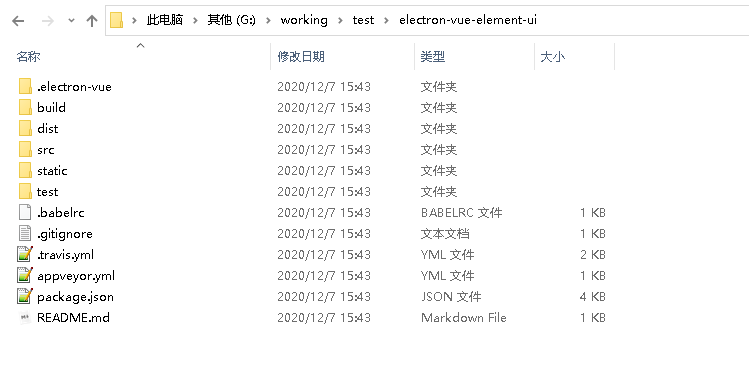 此电脑 › 其他 (G:) › working › test › electron-vue-element-ui
名称 修改日期 类型 大小
.electron-vue 2020/12/7 15:43 文件夹
build 2020/12/7 15:43 文件夹
dist 2020/12/7 15:43 文件夹
src 2020/12/7 15:43 文件夹
static 2020/12/7 15:43 文件夹
test 2020/12/7 15:43 文件夹
.babelrc 2020/12/7 15:43 BABELRC 文件 1 KB
.gitignore 2020/12/7 15:43 文本文档 1 KB
.travis.yml 2020/12/7 15:43 YML 文件 2 KB
appveyor.yml 2020/12/7 15:43 YML 文件 1 KB
package.json 2020/12/7 15:43 JSON 文件 4 KB
README.md 2020/12/7 15:43 Markdown File 1 KB